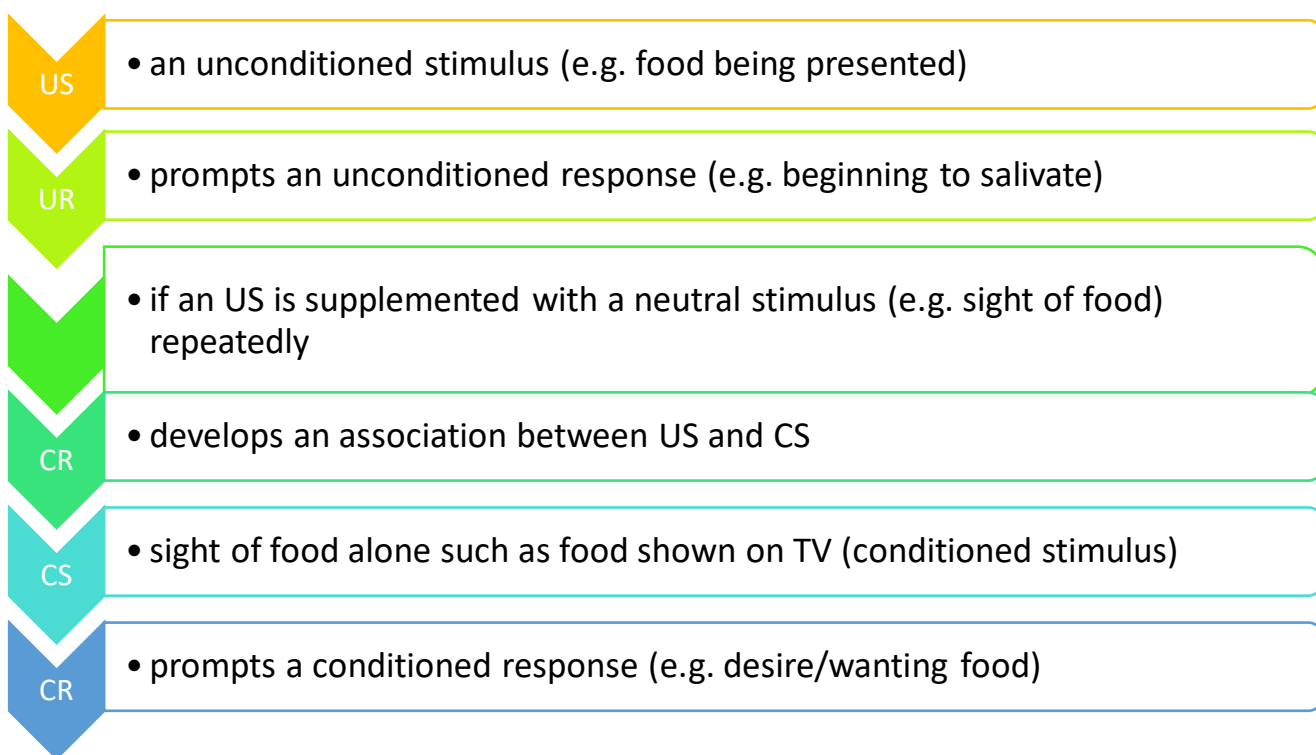 US
• an unconditioned stimulus (e.g. food being presented)
UR
• prompts an unconditioned response (e.g. beginning to salivate)
• if an US is supplemented with a neutral stimulus (e.g. sight of food)
repeatedly
CR
• develops an association between US and CS
CS
• sight of food alone such as food shown on TV (conditioned stimulus)
CR
• prompts a conditioned response (e.g. desire/wanting food)